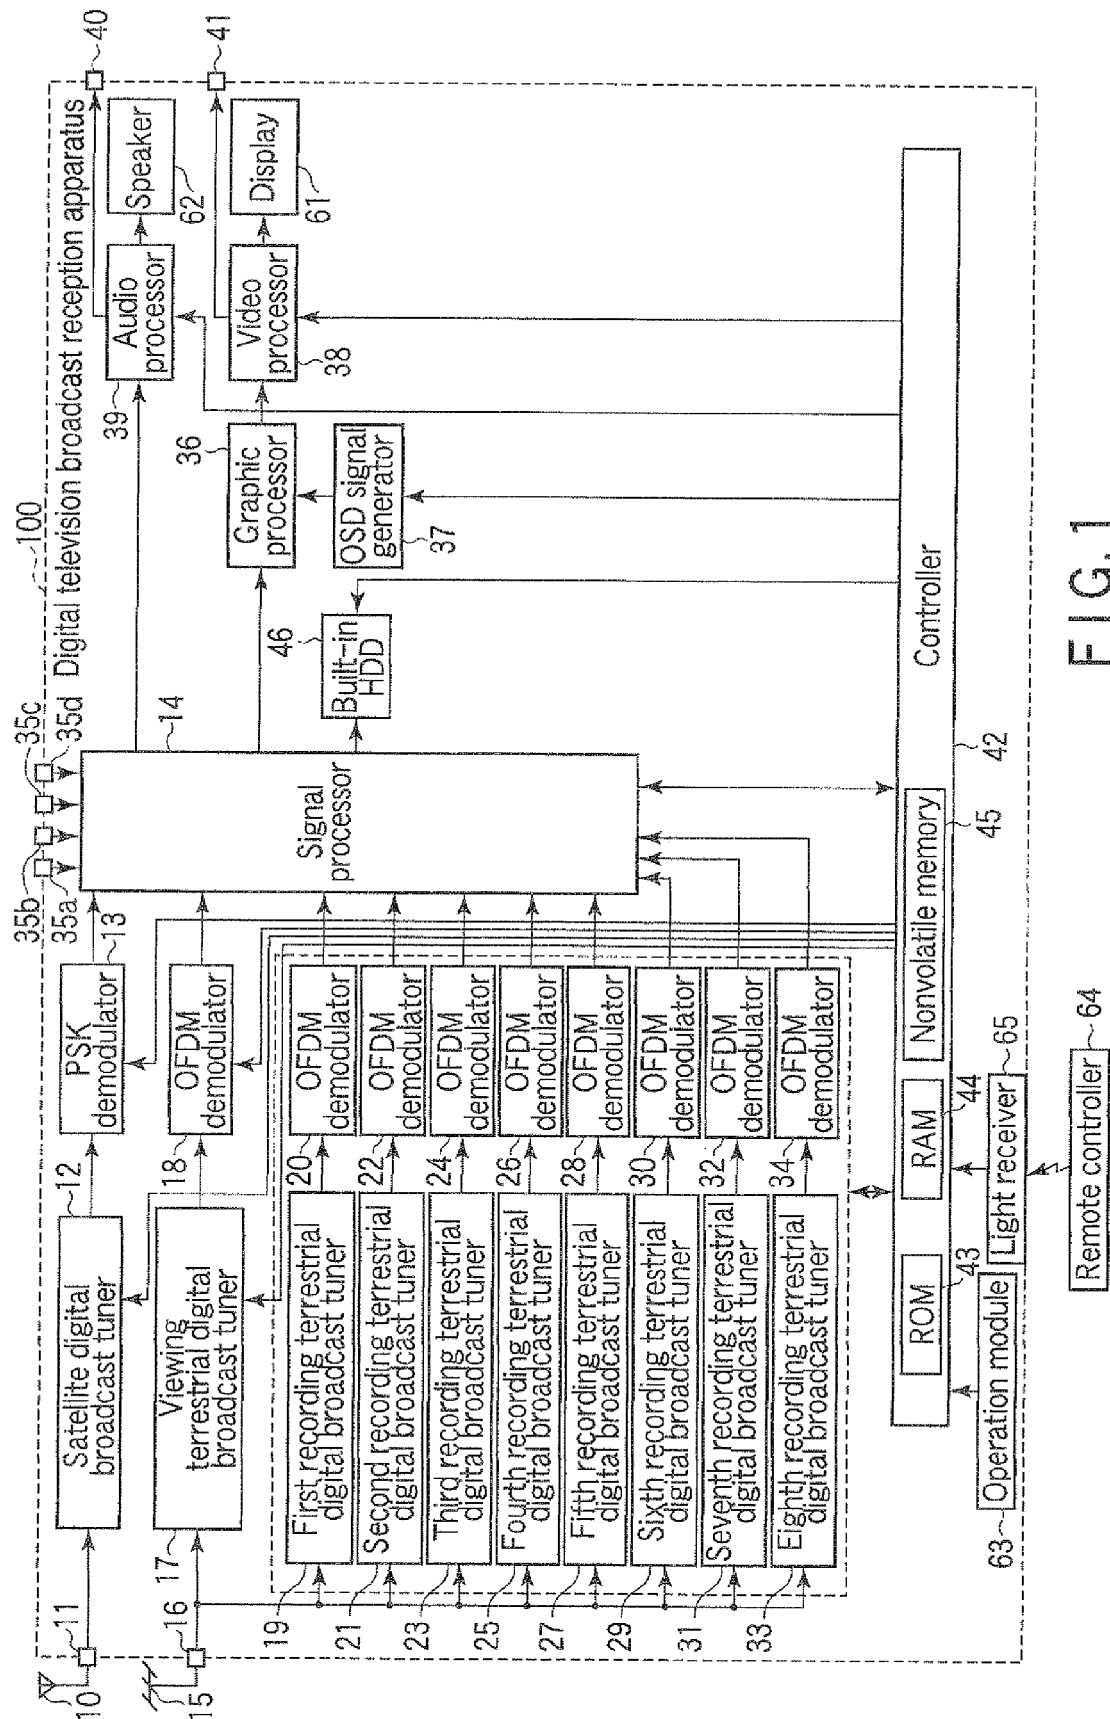 100
Digital television broadcast reception apparatus
10
11
Satellite digital
broadcast tuner
12
PSK
demodulator
13
35a
35b
35c
35d
Signal
processor
14
15
16
Viewing
terrestrial digital
broadcast tuner
17
OFDM
demodulator
18
First recording terrestrial
digital broadcast tuner
19
OFDM
demodulator
20
Second recording terrestrial
digital broadcast tuner
21
OFDM
demodulator
22
Third recording terrestrial
digital broadcast tuner
23
OFDM
demodulator
24
Fourth recording terrestrial
digital broadcast tuner
25
OFDM
demodulator
26
Fifth recording terrestrial
digital broadcast tuner
27
OFDM
demodulator
28
Sixth recording terrestrial
digital broadcast tuner
29
OFDM
demodulator
30
Seventh recording terrestrial
digital broadcast tuner
31
OFDM
demodulator
32
Eighth recording terrestrial
digital broadcast tuner
33
OFDM
demodulator
34
Audio
processor
39
Speaker
62
40
Graphic
processor
36
Video
processor
38
Display
61
41
OSD signal
generator
37
Built-in
HDD
46
ROM
43
RAM
44
Nonvolatile memory
45
Controller
42
Operation module
63
Light receiver
65
Remote controller
64
FIG. 1